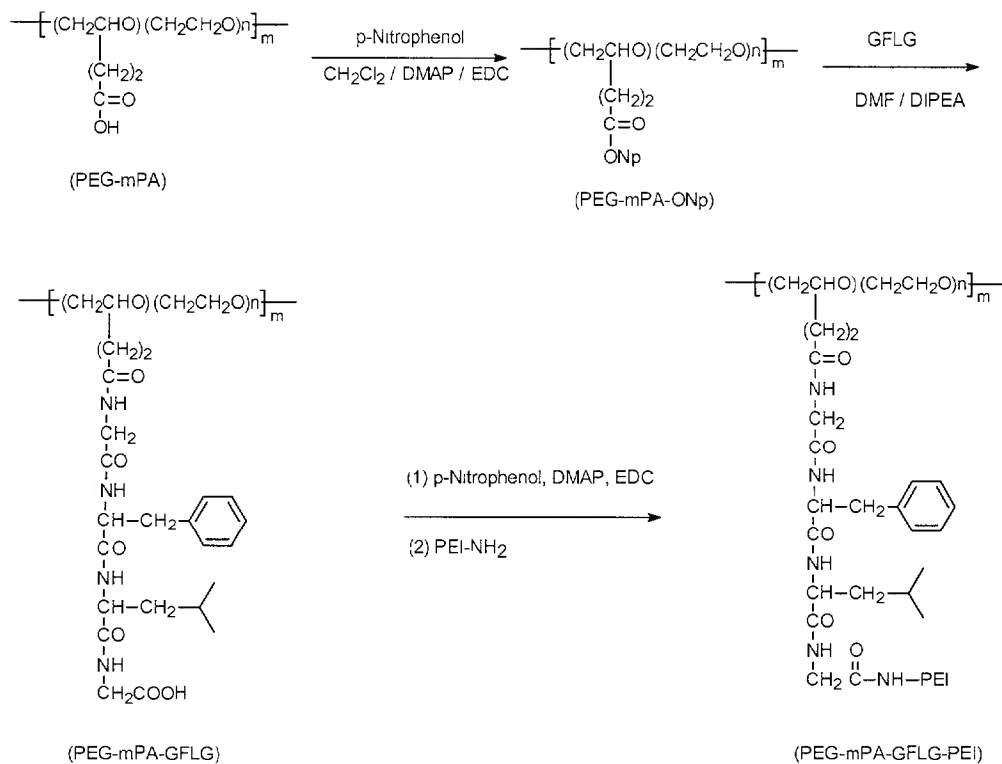 [(CH2CHO)(CH2CH2O)n]m
(CH2)2
C=O
OH
(PEG-mPA)
p-Nitrophenol
CH2Cl2 / DMAP / EDC
[(CH2CHO)(CH2CH2O)n]m
(CH2)2
C=O
ONp
(PEG-mPA-ONp)
GFLG
DMF / DIPEA
[(CH2CHO)(CH2CH2O)n]m
(CH2)2
C=O
NH
CH2
CO
NH
CH-CH2
CO
NH
CH-CH2
CO
NH
CH2COOH
(PEG-mPA-GFLG)
(1) p-Nitrophenol, DMAP, EDC
(2) PEI-NH2
[(CH2CHO)(CH2CH2O)n]m
(CH2)2
C=O
NH
CH2
CO
NH
CH-CH2
CO
NH
CH-CH2
CO
NH O
CH2 C-NH-PEI
(PEG-mPA-GFLG-PEI)